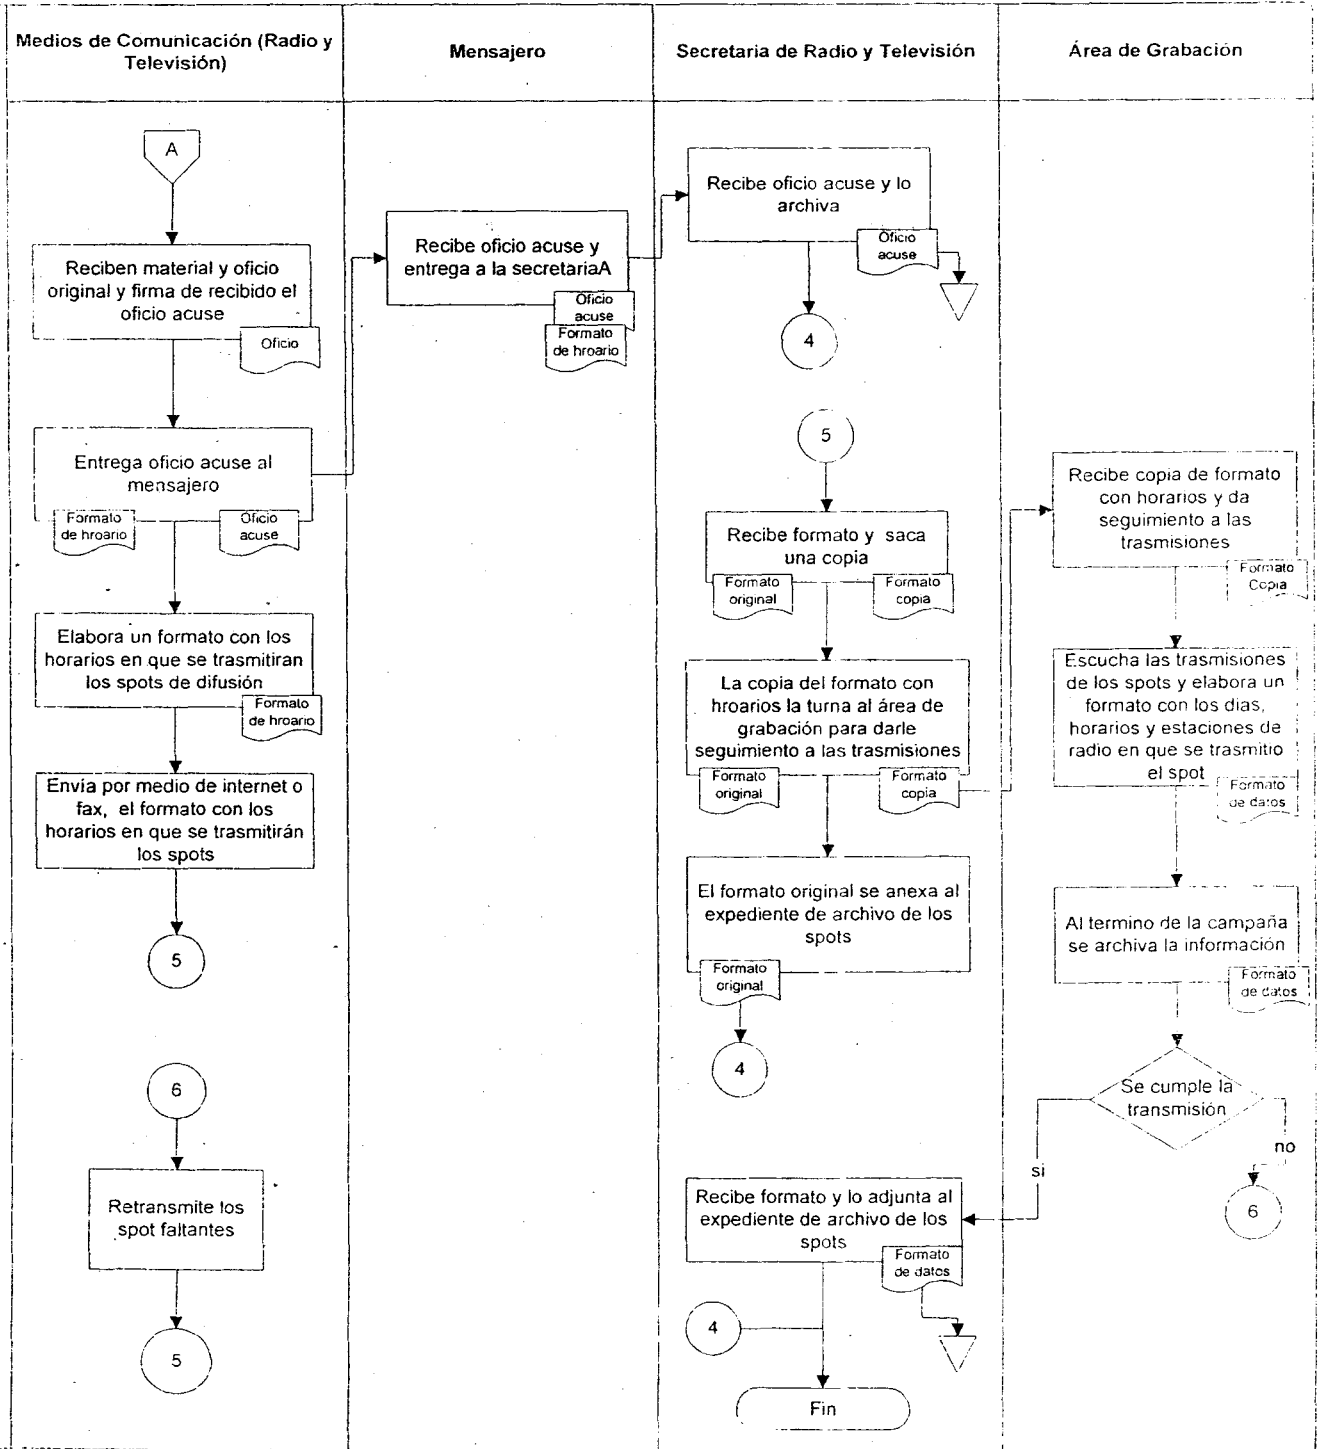 Medios de Comunicación (Radio y
Televisión)
Mensajero
Secretaria de Radio y Televisión
Área de Grabación
A
Reciben material y oficio
original y firma de recibido el
oficio acuse
Oficio
Entrega oficio acuse al
mensajero
Formato
de hroario
Oficio
acuse
Elabora un formato con los
horarios en que se trasmitiran
los spots de difusión
Formato
de hroario
Envía por medio de internet o
fax, el formato con los
horarios en que se trasmitirán
los spots
5
6
Retransmite los
spot faltantes
5
Recibe oficio acuse y
entrega a la secretariaA
Oficio
acuse
Formato
de hroario
Recibe oficio acuse y lo
archiva
Oficio
acuse
4
5
Recibe formato y saca
una copia
Formato
original
Formato
copia
La copia del formato con
hroarios la turna al área de
grabación para darle
seguimiento a las trasmisiones
Formato
original
Formato
copia
El formato original se anexa al
expediente de archivo de los
spots
Formato
original
4
Recibe formato y lo adjunta al
expediente de archivo de los
spots
Formato
de datos
4
Fin
Recibe copia de formato
con horarios y da
seguimiento a las
trasmisiones
Formato
Copia
Escucha las trasmisiones
de los spots y elabora un
formato con los dias,
horarios y estaciones de
radio en que se trasmitio
el spot
Formato
de datos
Al termino de la campaña
se archiva la información
Formato
de datos
Se cumple la
transmisión
si
no
6